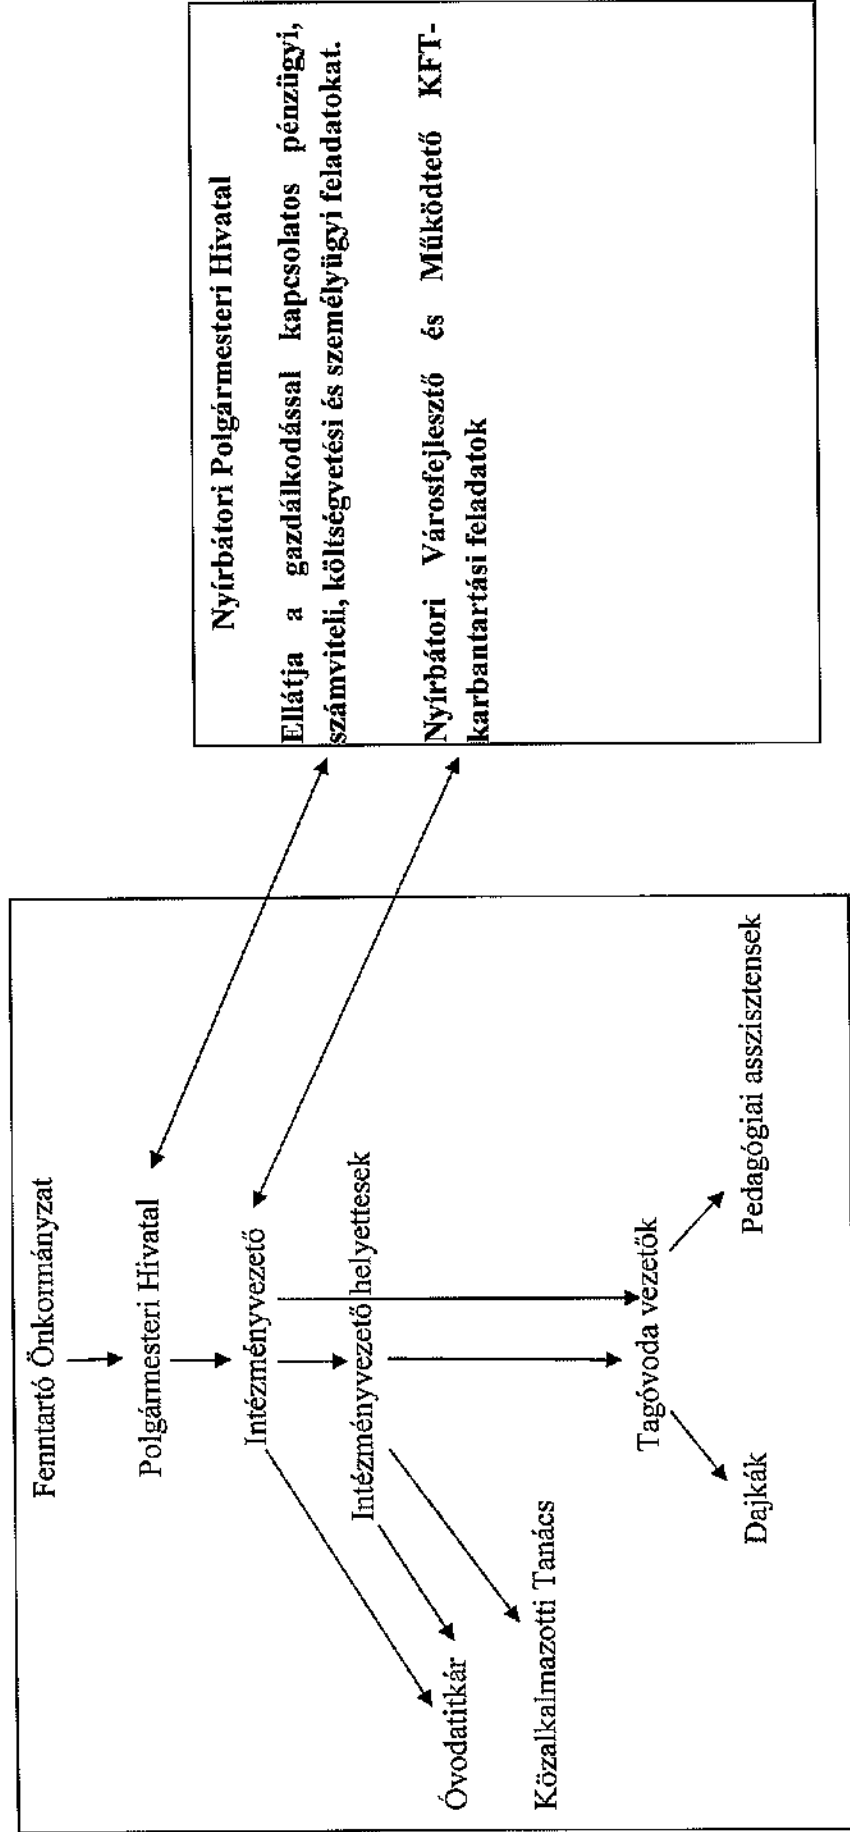 Fenntartó Önkormányzat
Polgármesteri Hivatal
Intézményvezető
Intézményvezető helyettesek
Óvodatitkár
Közalkalmazotti Tanács
Tagóvoda vezetők
Dajkák
Pedagógiai asszisztensek
Nyírbátori Polgármesteri Hivatal
Ellátja a gazdálkodással kapcsolatos pénzügyi,
számviteli, költségvetési és személyügyi feladatokat.
Nyírbátori Városfejlesztő és Működtető KFT-
karbantartási feladatok